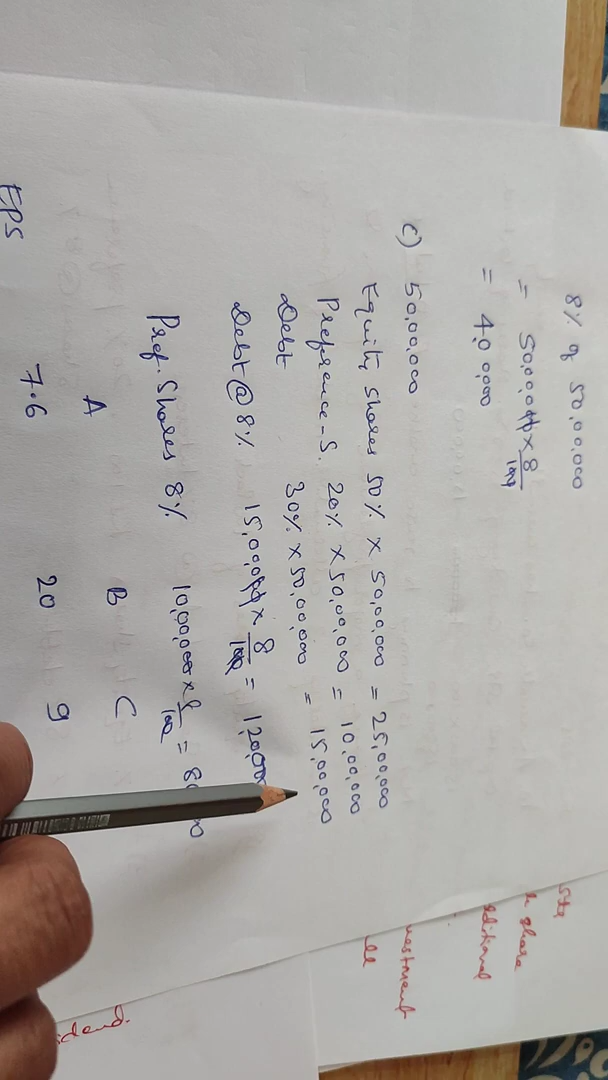 8% of 50,00,000
= 50,00,000 × 8/100
= 4,00,000
C) 50,00,000
Equity Shares 50% × 50,00,000 = 25,00,000
Preference-S. 20% × 50,00,000 = 10,00,000
Debt 30% × 50,00,000 = 15,00,000
Debt @ 8% 15,00,000 × 8/100 = 1,20,000
Pref. Shares 8% 10,00,000 × 8/100 = 80
A B C
EPS 7.6 20 9
share
dditional
vestment